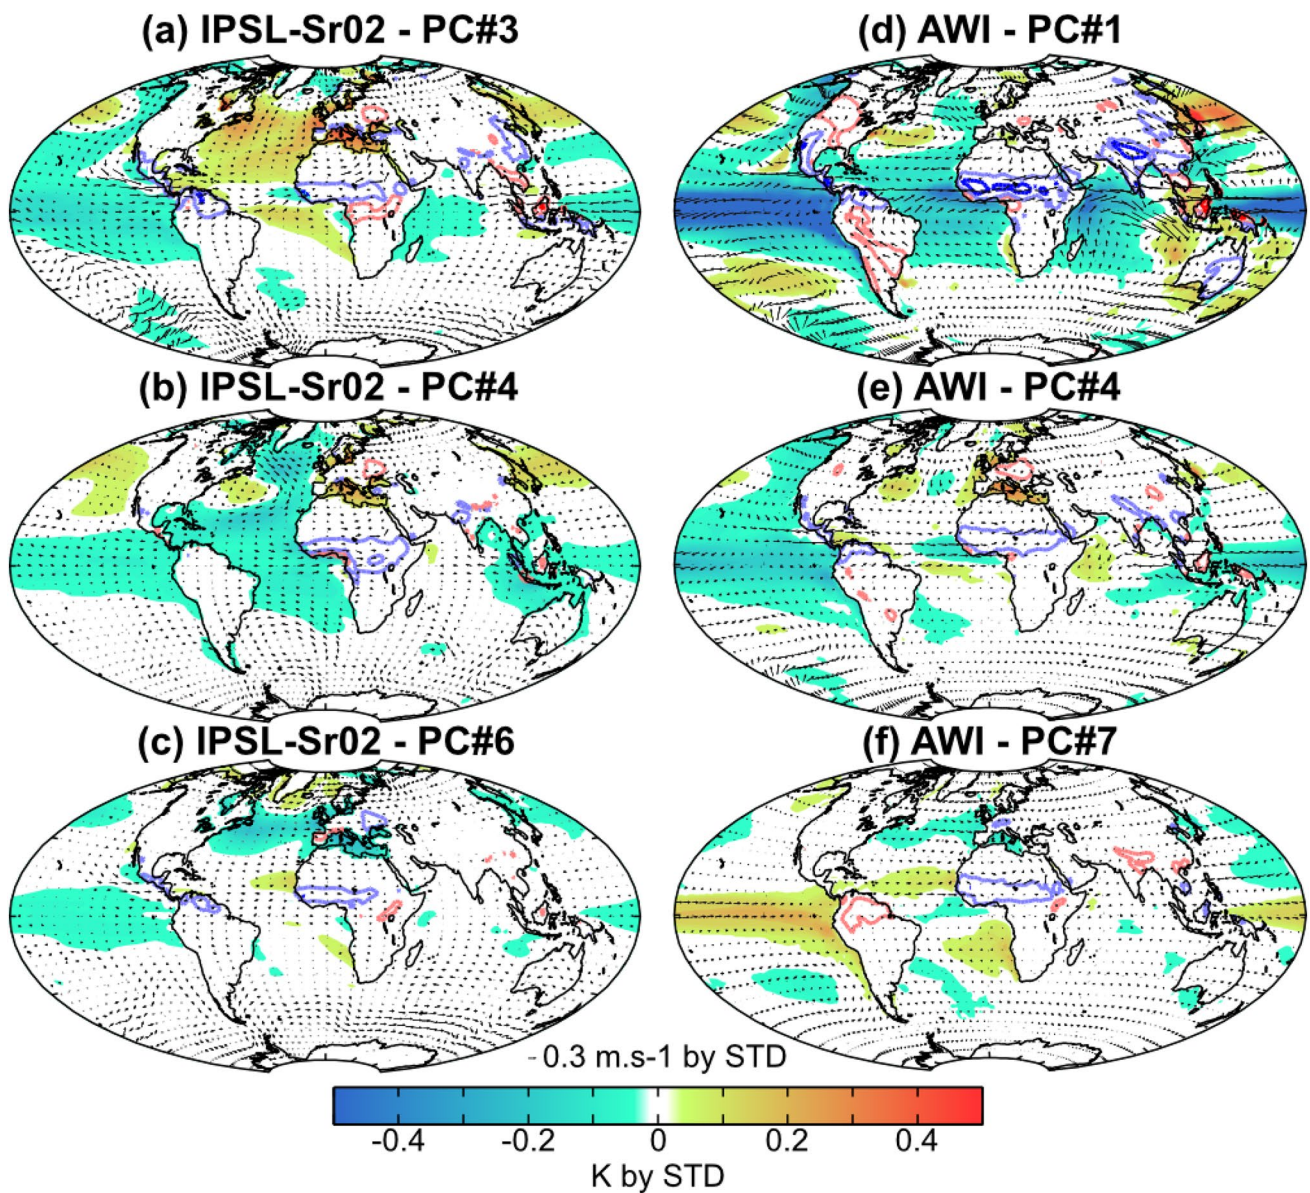 (a) IPSL-Sr02 - PC#3
(d) AWI - PC#1
(b) IPSL-Sr02 - PC#4
(e) AWI - PC#4
(c) IPSL-Sr02 - PC#6
(f) AWI - PC#7
0.3 m.s-1 by STD
-0.4 -0.2 0 0.2 0.4
K by STD